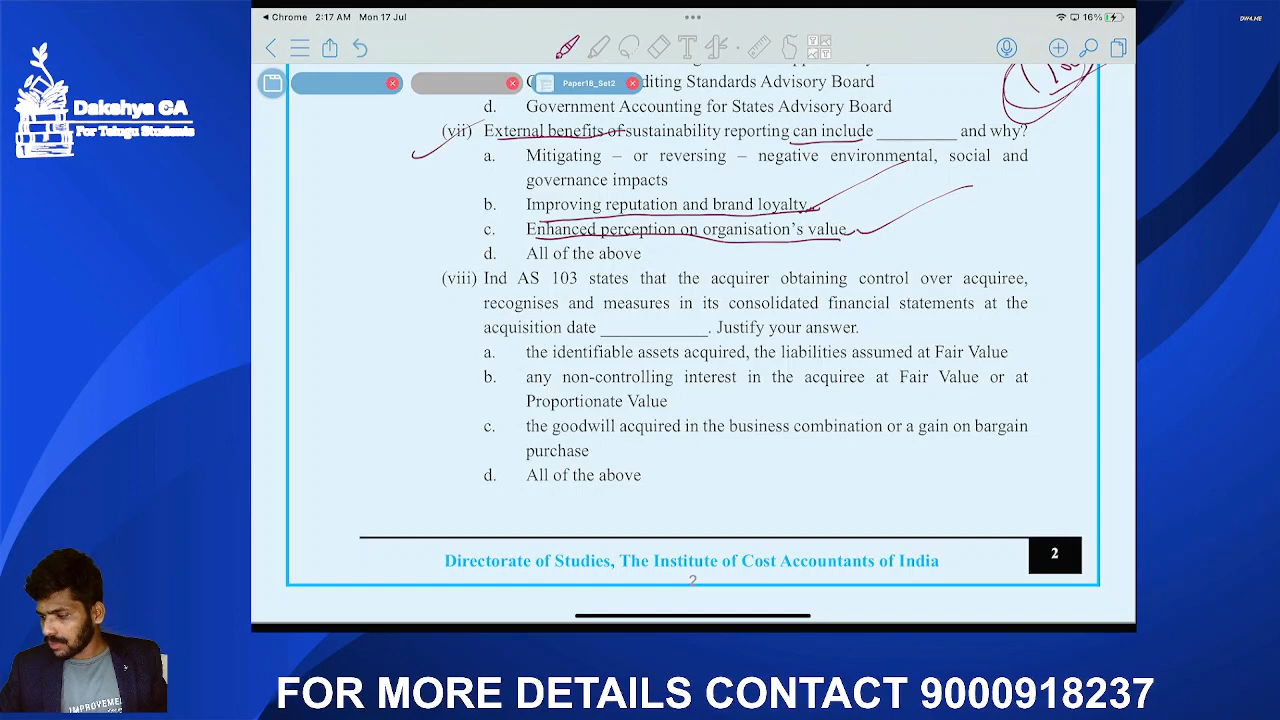 Chrome 2:17 AM Mon 17 Jul
16%
DW4.ME
Paper18_Set2
Dakshya CA
For Telugu Students
diting Standards Advisory Board
d. Government Accounting for States Advisory Board
(vii) External benefits of sustainability reporting can include _________ and why?
a. Mitigating – or reversing – negative environmental, social and
governance impacts
b. Improving reputation and brand loyalty
c. Enhanced perception on organisation's value
d. All of the above
(viii) Ind AS 103 states that the acquirer obtaining control over acquiree,
recognises and measures in its consolidated financial statements at the
acquisition date ____________. Justify your answer.
a. the identifiable assets acquired, the liabilities assumed at Fair Value
b. any non-controlling interest in the acquiree at Fair Value or at
Proportionate Value
c. the goodwill acquired in the business combination or a gain on bargain
purchase
d. All of the above
Directorate of Studies, The Institute of Cost Accountants of India
2
FOR MORE DETAILS CONTACT 9000918237